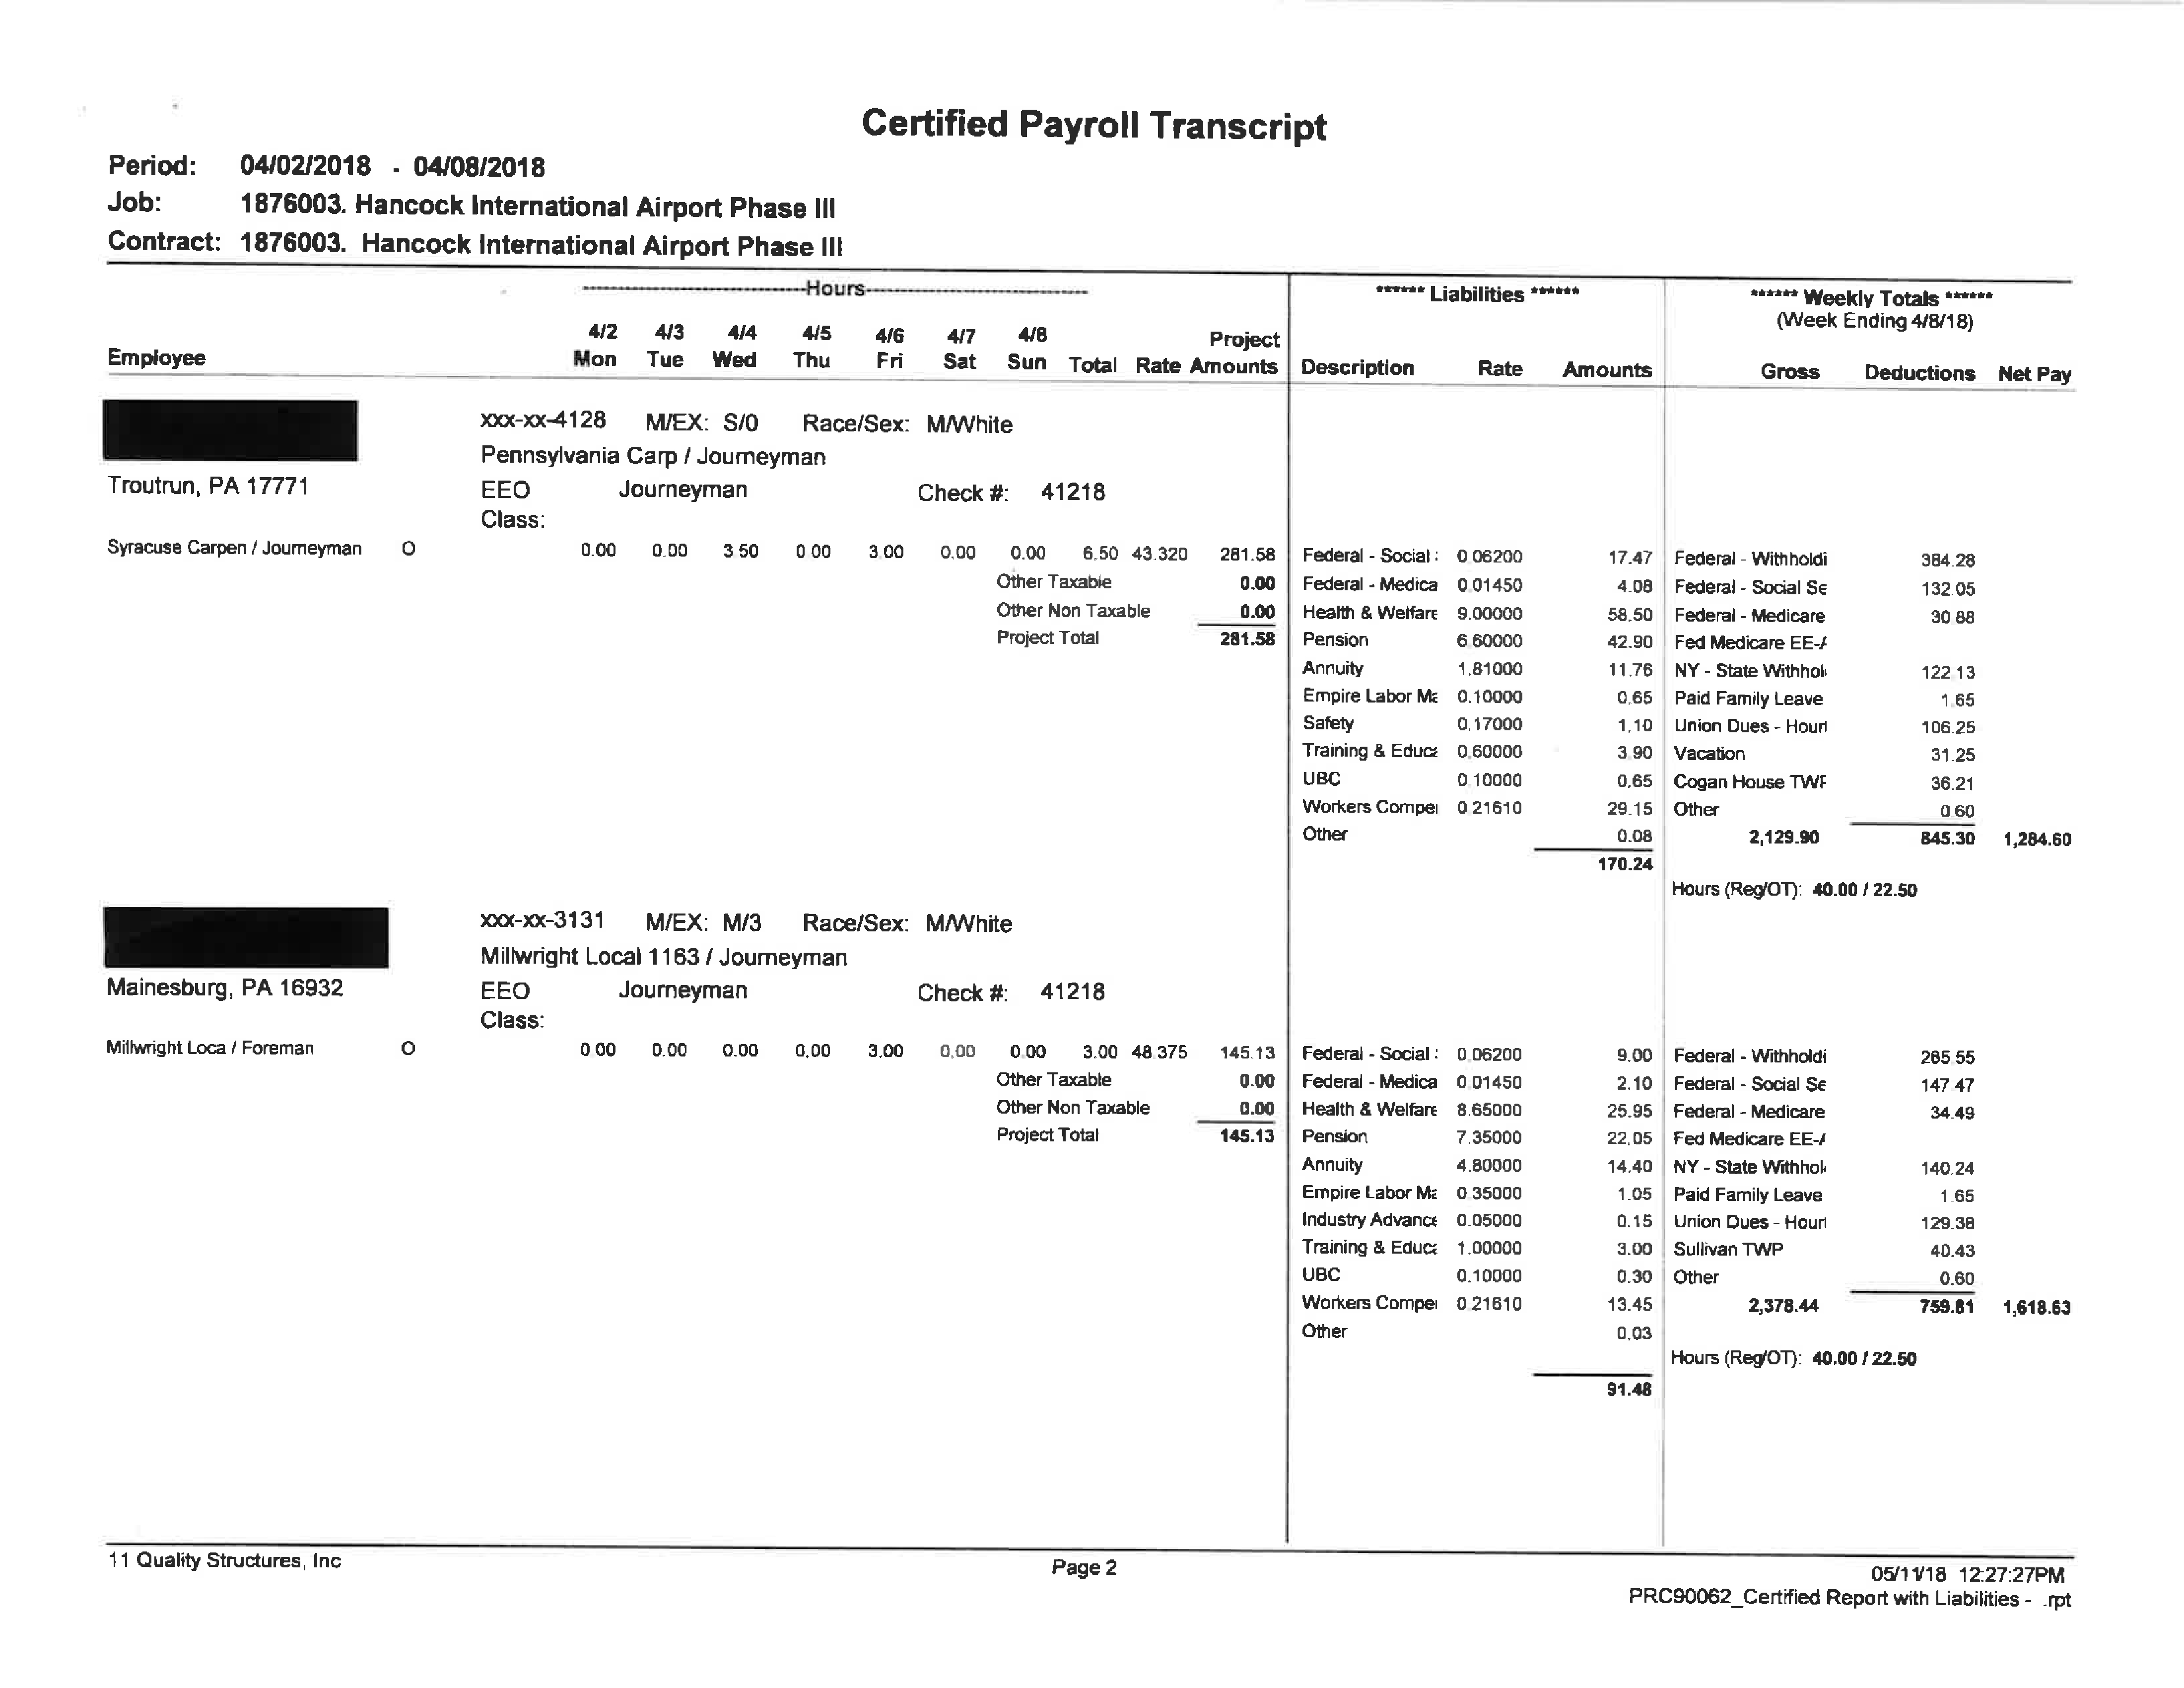 Certified Payroll Transcript
Period: 04/02/2018 - 04/08/2018
Job: 1876003. Hancock International Airport Phase III
Contract: 1876003. Hancock International Airport Phase III
Hours ****** Liabilities ****** ****** Weekly Totals ******
(Week Ending 4/8/18)
4/2 4/3 4/4 4/5 4/6 4/7 4/8 Project
Employee Mon Tue Wed Thu Fri Sat Sun Total Rate Amounts Description Rate Amounts Gross Deductions Net Pay
xxx-xx-4128 M/EX: S/0 Race/Sex: M/White
Pennsylvania Carp / Journeyman
Troutrun, PA 17771 EEO Journeyman Check #: 41218
Class:
Syracuse Carpen / Journeyman O 0.00 0.00 3.50 0.00 3.00 0.00 0.00 6.50 43.320 281.58 Federal - Social : 0.06200 17.47 Federal - Withholdi 384.28
Other Taxable 0.00 Federal - Medica 0.01450 4.08 Federal - Social Se 132.05
Other Non Taxable 0.00 Health & Welfare 9.00000 58.50 Federal - Medicare 30.88
Project Total 281.58 Pension 6.60000 42.90 Fed Medicare EE-A
Annuity 1.81000 11.76 NY - State Withhol 122.13
Empire Labor Ma 0.10000 0.65 Paid Family Leave 1.65
Safety 0.17000 1.10 Union Dues - Hourl 106.25
Training & Educa 0.60000 3.90 Vacation 31.25
UBC 0.10000 0.65 Cogan House TWF 36.21
Workers Compe 0.21610 29.15 Other 0.60
Other 0.08 2,129.90 845.30 1,284.60
170.24
Hours (Reg/OT): 40.00 / 22.50
xxx-xx-3131 M/EX: M/3 Race/Sex: M/White
Millwright Local 1163 / Journeyman
Mainesburg, PA 16932 EEO Journeyman Check #: 41218
Class:
Millwright Loca / Foreman O 0.00 0.00 0.00 0.00 3.00 0.00 0.00 3.00 48.375 145.13 Federal - Social : 0.06200 9.00 Federal - Withholdi 265.55
Other Taxable 0.00 Federal - Medica 0.01450 2.10 Federal - Social Se 147.47
Other Non Taxable 0.00 Health & Welfare 8.65000 25.95 Federal - Medicare 34.49
Project Total 145.13 Pension 7.35000 22.05 Fed Medicare EE-A
Annuity 4.80000 14.40 NY - State Withhol 140.24
Empire Labor Ma 0.35000 1.05 Paid Family Leave 1.65
Industry Advance 0.05000 0.15 Union Dues - Hourl 129.38
Training & Educa 1.00000 3.00 Sullivan TWP 40.43
UBC 0.10000 0.30 Other 0.60
Workers Compe 0.21610 13.45 2,378.44 759.81 1,618.63
Other 0.03
Hours (Reg/OT): 40.00 / 22.50
91.48
11 Quality Structures, Inc Page 2 05/11/18 12:27:27PM
PRC90062_Certified Report with Liabilities - .rpt